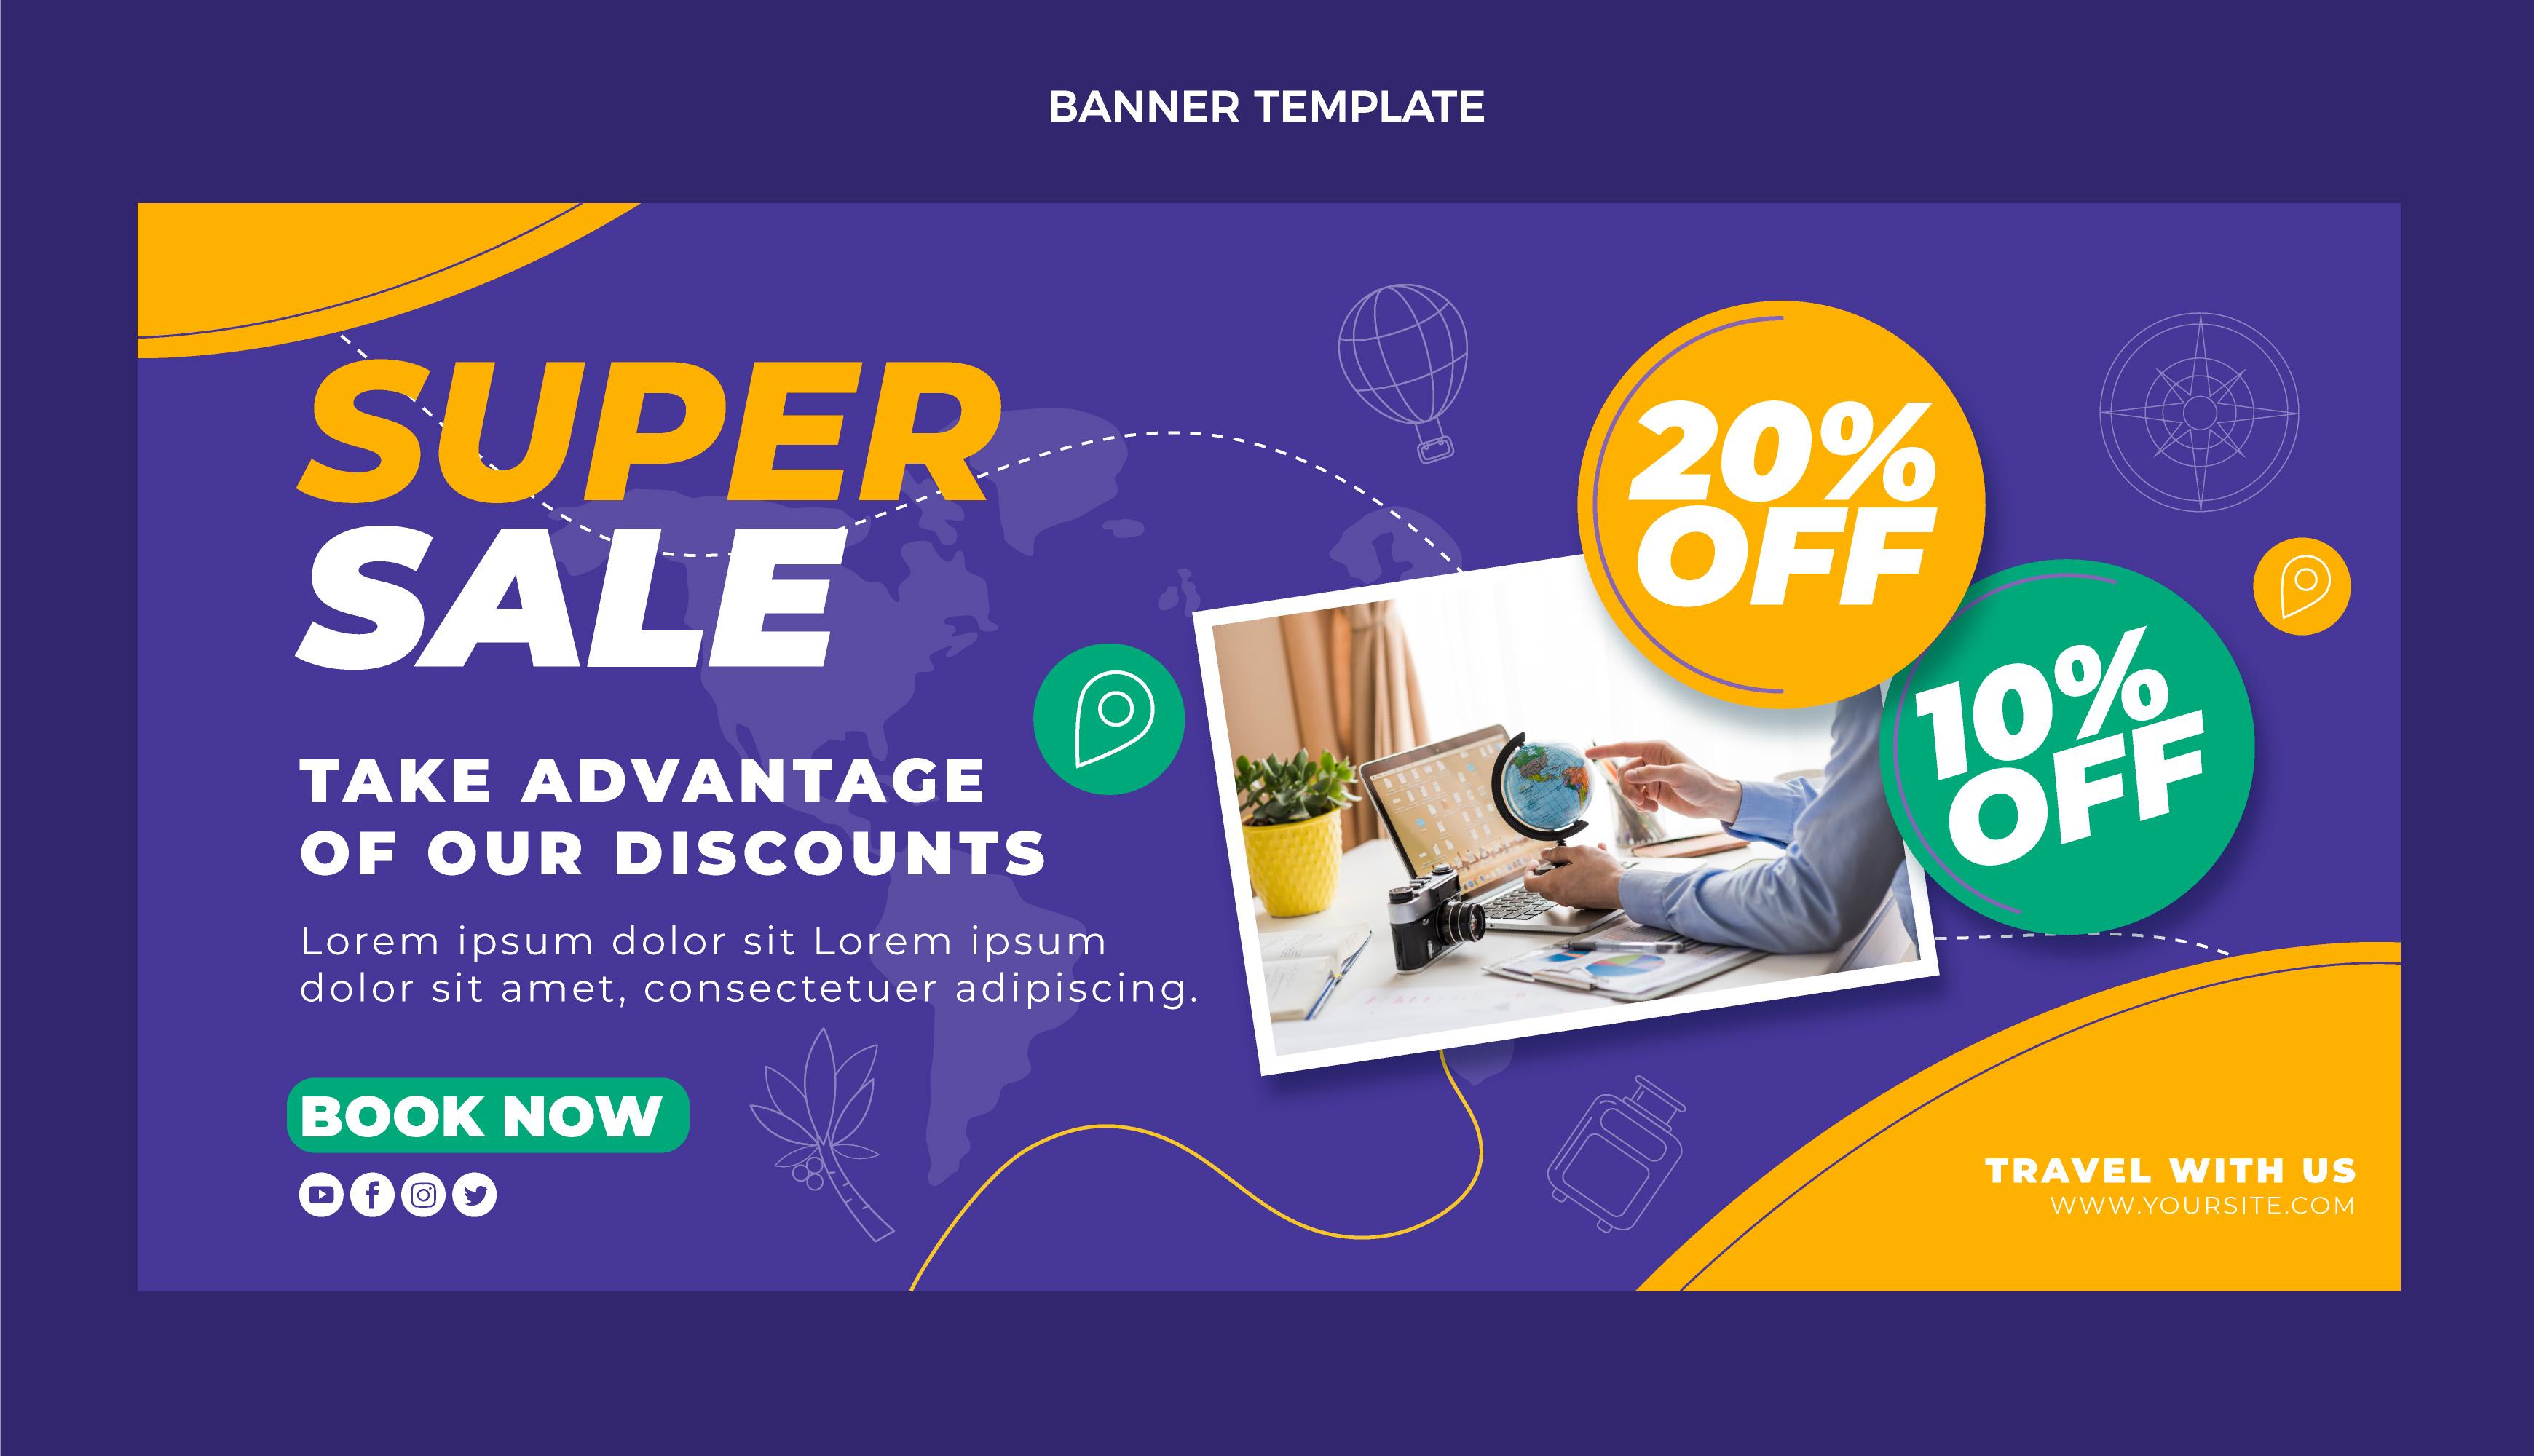 BANNER TEMPLATE
SUPER
SALE
TAKE ADVANTAGE
OF OUR DISCOUNTS
Lorem ipsum dolor sit Lorem ipsum
dolor sit amet, consectetuer adipiscing.
BOOK NOW
20%
OFF
10%
OFF
TRAVEL WITH US
WWW.YOURSITE.COM